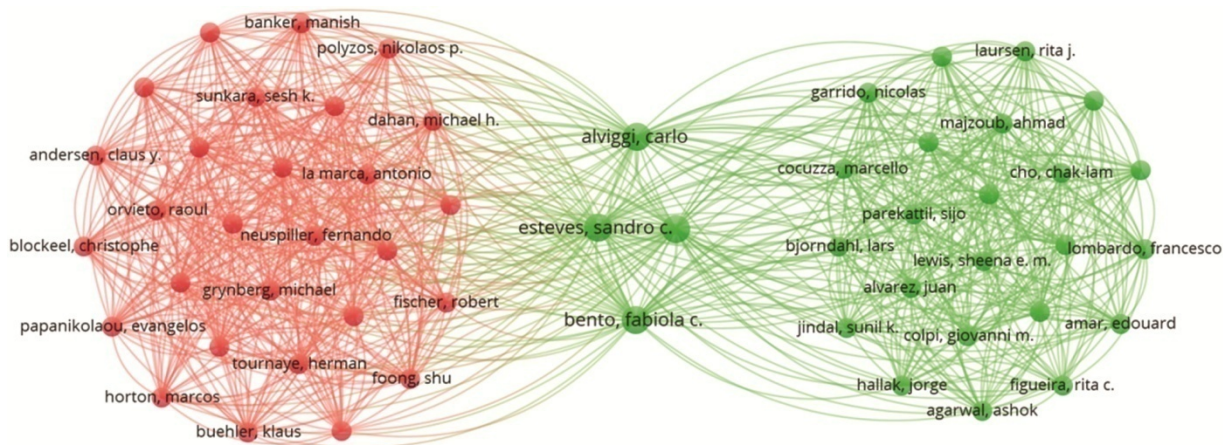 banker, manish
polyzos, nikolaos p.
sunkara, sesh k.
dahan, michael h.
andersen, claus y.
la marca, antonio
orvieto, raoul
neuspiller, fernando
blockeel, christophe
grynberg, michael
fischer, robert
papanikolaou, evangelos
tournaye, herman
foong, shu
horton, marcos
buehler, klaus
alviggi, carlo
esteves, sandro c.
bento, fabiola c.
laursen, rita j.
garrido, nicolas
majzoub, ahmad
cocuzza, marcello
cho, chak-lam
parekattil, sijo
bjorndahl, lars
lombardo, francesco
lewis, sheena e. m.
alvarez, juan
jindal, sunil k.
colpi, giovanni m.
amar, edouard
hallak, jorge
figueira, rita c.
agarwal, ashok